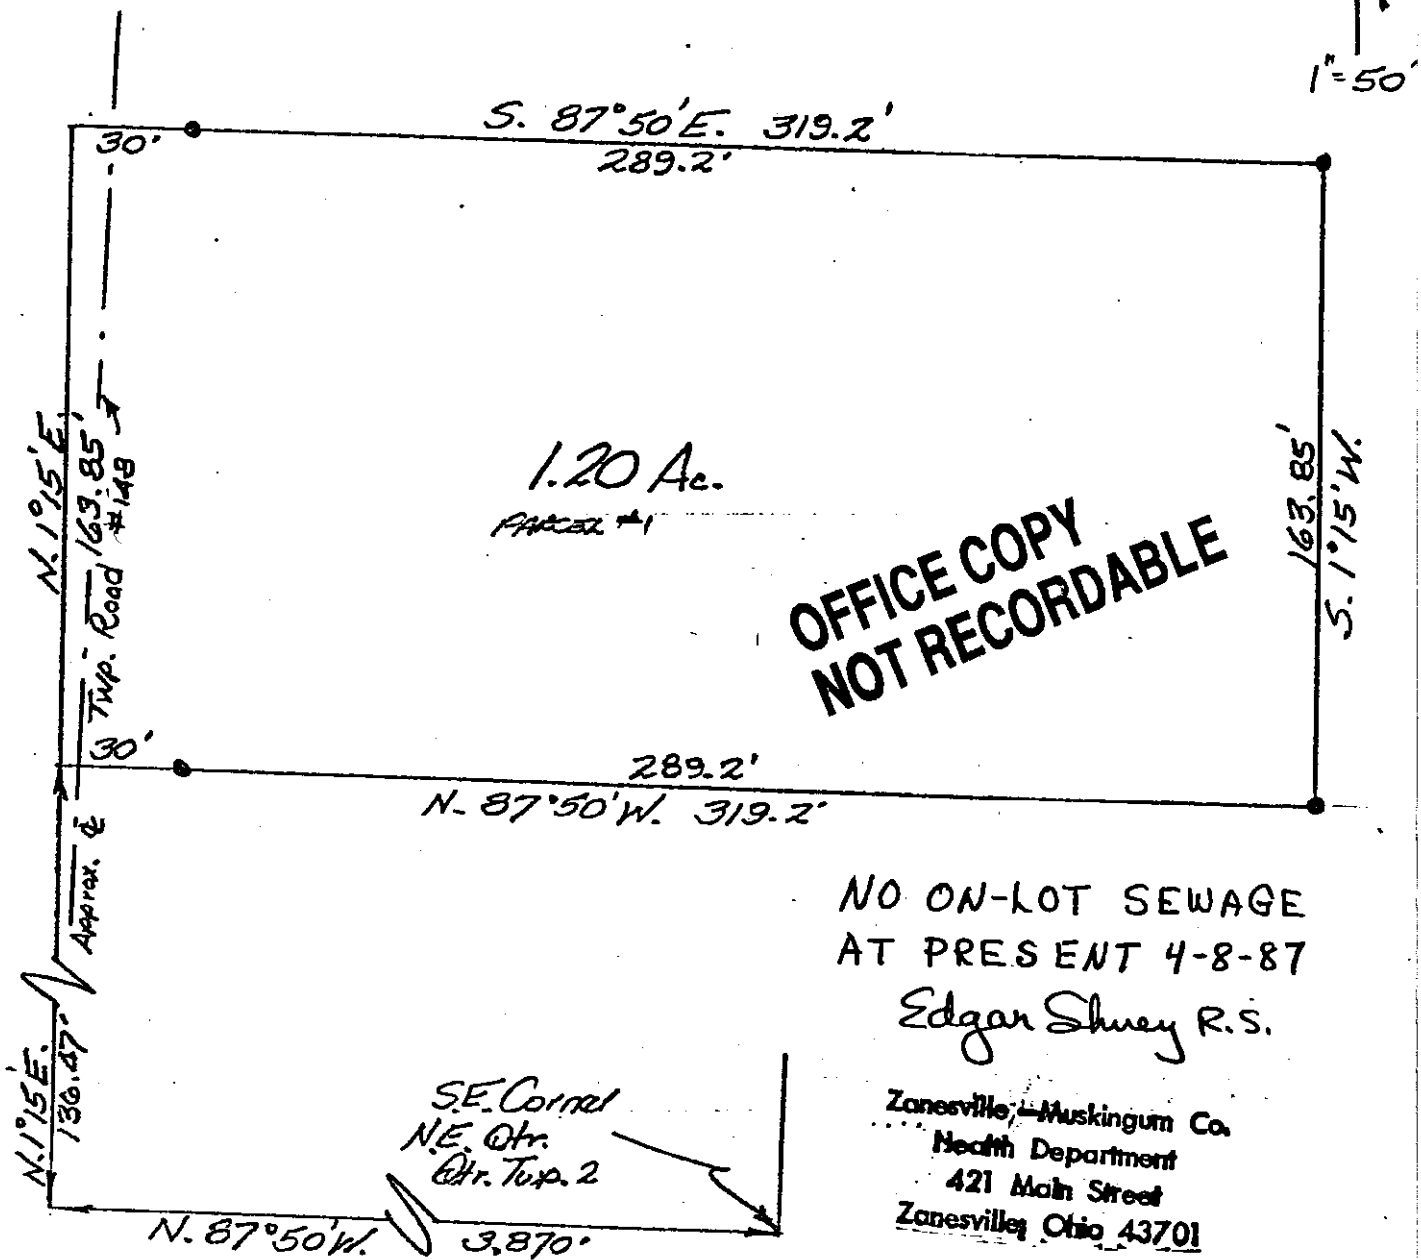 1"=50'
S. 87°50'E. 319.2'
30'
289.2'
N. 1°15'E.
163.85'
Twp. Road #148
1.20 Ac.
PARCEL #1
OFFICE COPY
NOT RECORDABLE
163.85'
S. 1°15'W.
30'
289.2'
N. 87°50'W. 319.2'
Approx. ℄
NO ON-LOT SEWAGE
AT PRESENT 4-8-87
Edgar Shuey R.S.
N. 1°15'E.
136.47'
S.E. Corner
N.E. Qtr.
Qtr. Twp. 2
Zanesville-Muskingum Co.
Health Department
421 Main Street
Zanesville, Ohio 43701
N. 87°50'W. 3,870'